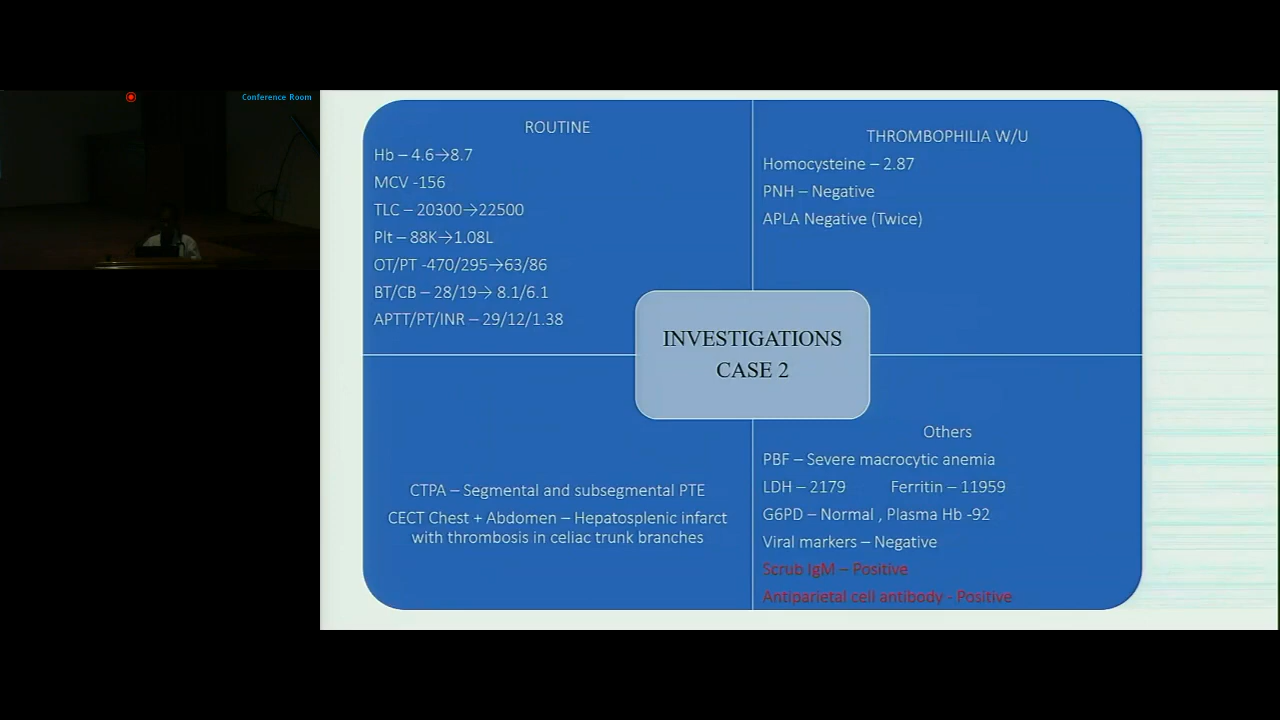 Conference Room
ROUTINE
Hb – 4.6→8.7
MCV -156
TLC – 20300→22500
Plt – 88K→1.08L
OT/PT -470/295→63/86
BT/CB – 28/19→ 8.1/6.1
APTT/PT/INR – 29/12/1.38
THROMBOPHILIA W/U
Homocysteine – 2.87
PNH – Negative
APLA Negative (Twice)
INVESTIGATIONS
CASE 2
CTPA – Segmental and subsegmental PTE
CECT Chest + Abdomen – Hepatosplenic infarct
with thrombosis in celiac trunk branches
Others
PBF – Severe macrocytic anemia
LDH – 2179 Ferritin – 11959
G6PD – Normal , Plasma Hb -92
Viral markers – Negative
Scrub IgM – Positive
Antiparietal cell antibody - Positive